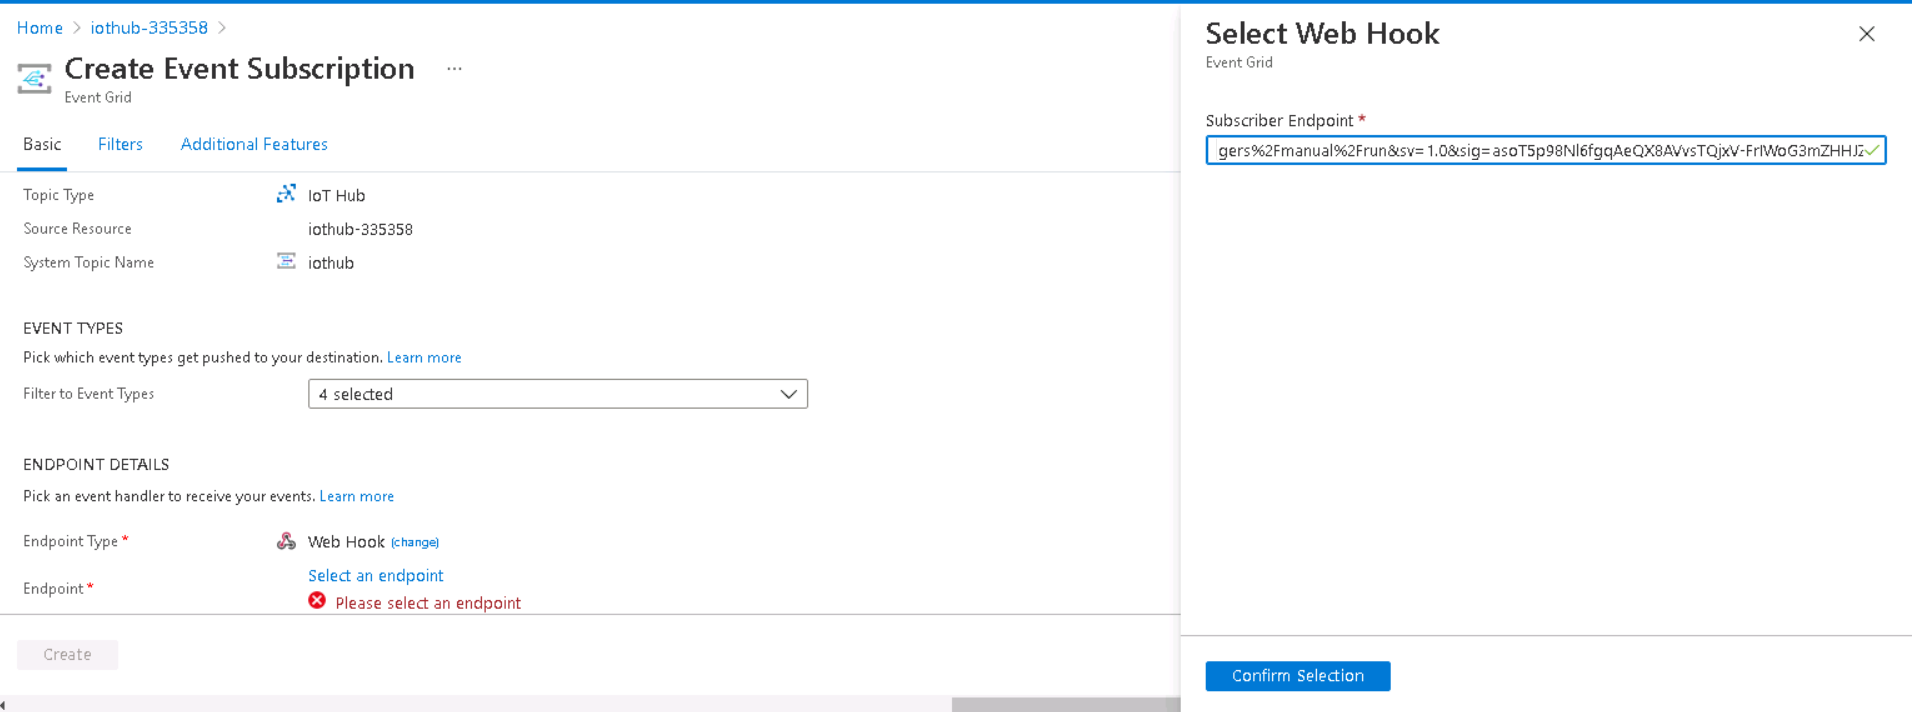 Home > iothub-335358 >
Create Event Subscription ...
Event Grid
Basic Filters Additional Features
Topic Type IoT Hub
Source Resource iothub-335358
System Topic Name iothub
EVENT TYPES
Pick which event types get pushed to your destination. Learn more
Filter to Event Types 4 selected
ENDPOINT DETAILS
Pick an event handler to receive your events. Learn more
Endpoint Type * Web Hook (change)
Endpoint * Select an endpoint
Please select an endpoint
Create
Select Web Hook
Event Grid
Subscriber Endpoint *
gers%2Fmanual%2Frun&sv=1.0&sig=asoT5p98Nl6fgqAeQX8AVvsTQjxV-FrIWoG3mZHHJZ
Confirm Selection